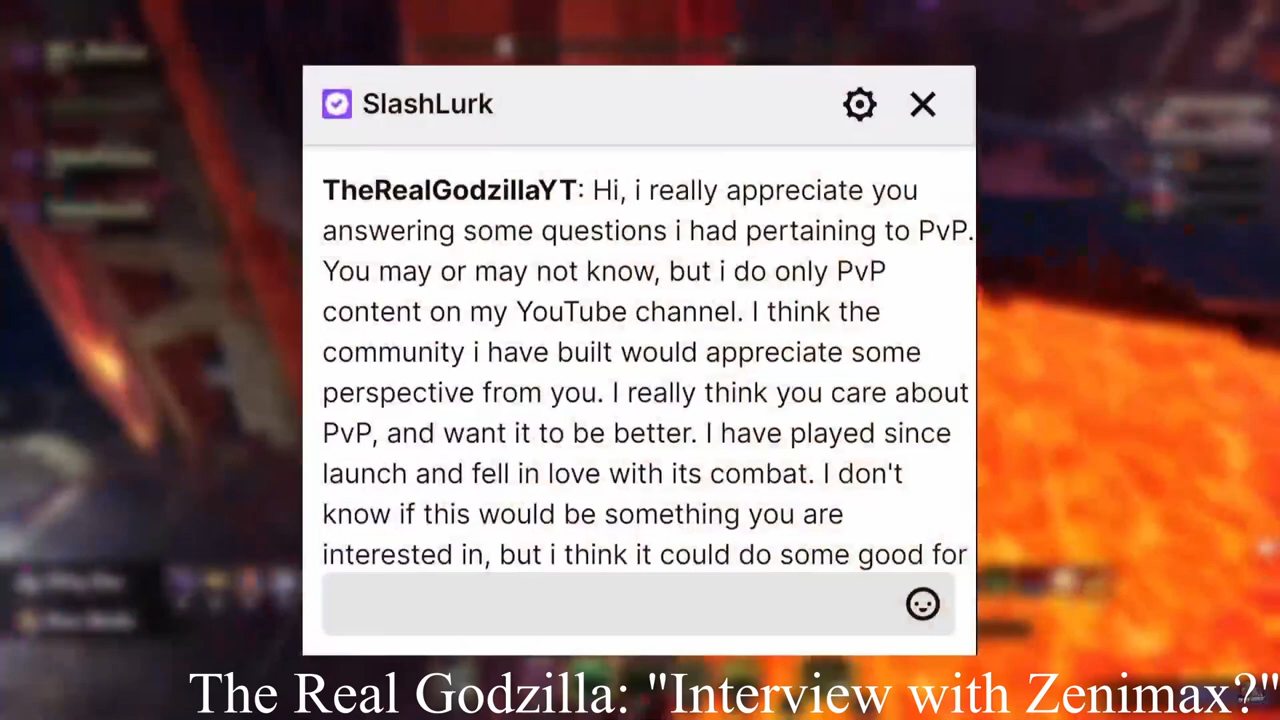 SlashLurk
TheRealGodzillaYT: Hi, i really appreciate you
answering some questions i had pertaining to PvP.
You may or may not know, but i do only PvP
content on my YouTube channel. I think the
community i have built would appreciate some
perspective from you. I really think you care about
PvP, and want it to be better. I have played since
launch and fell in love with its combat. I don't
know if this would be something you are
interested in, but i think it could do some good for
The Real Godzilla: "Interview with Zenimax?"